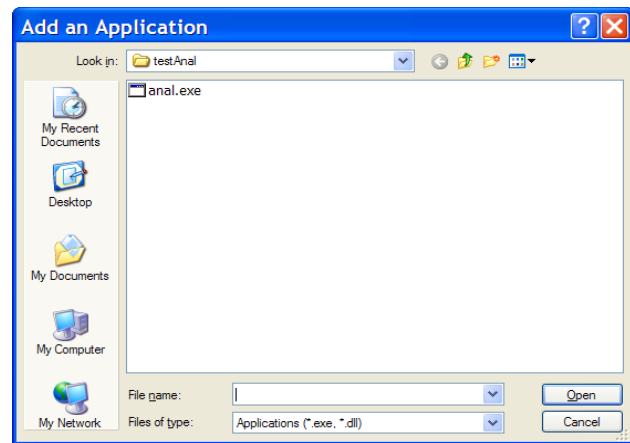 Add an Application
Look in: testAnal
anal.exe
My Recent
Documents
Desktop
My Documents
My Computer
My Network
File name:
Open
Files of type: Applications (*.exe, *.dll)
Cancel